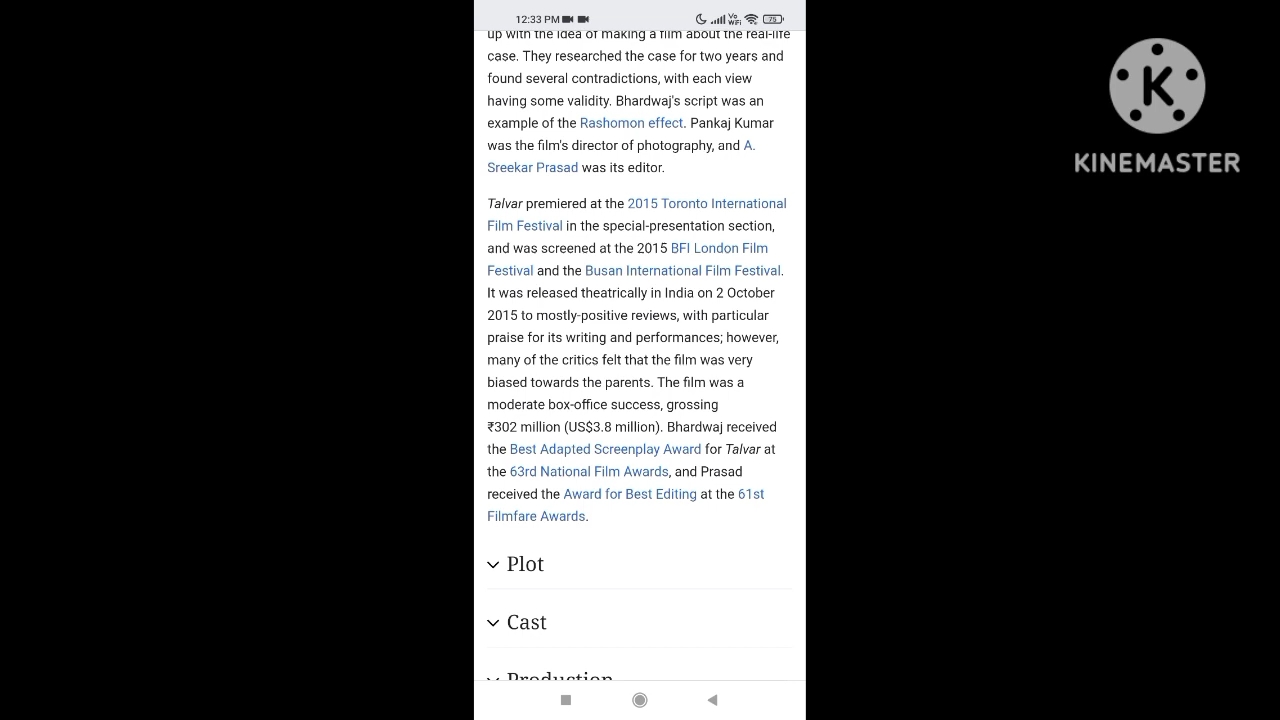 12:33 PM
Vo
WiFi
75
up with the idea of making a film about the real-life
case. They researched the case for two years and
found several contradictions, with each view
having some validity. Bhardwaj's script was an
example of the Rashomon effect. Pankaj Kumar
was the film's director of photography, and A.
Sreekar Prasad was its editor.
Talvar premiered at the 2015 Toronto International
Film Festival in the special-presentation section,
and was screened at the 2015 BFI London Film
Festival and the Busan International Film Festival.
It was released theatrically in India on 2 October
2015 to mostly-positive reviews, with particular
praise for its writing and performances; however,
many of the critics felt that the film was very
biased towards the parents. The film was a
moderate box-office success, grossing
₹302 million (US$3.8 million). Bhardwaj received
the Best Adapted Screenplay Award for Talvar at
the 63rd National Film Awards, and Prasad
received the Award for Best Editing at the 61st
Filmfare Awards.
Plot
Cast
Production
K
KINEMASTER